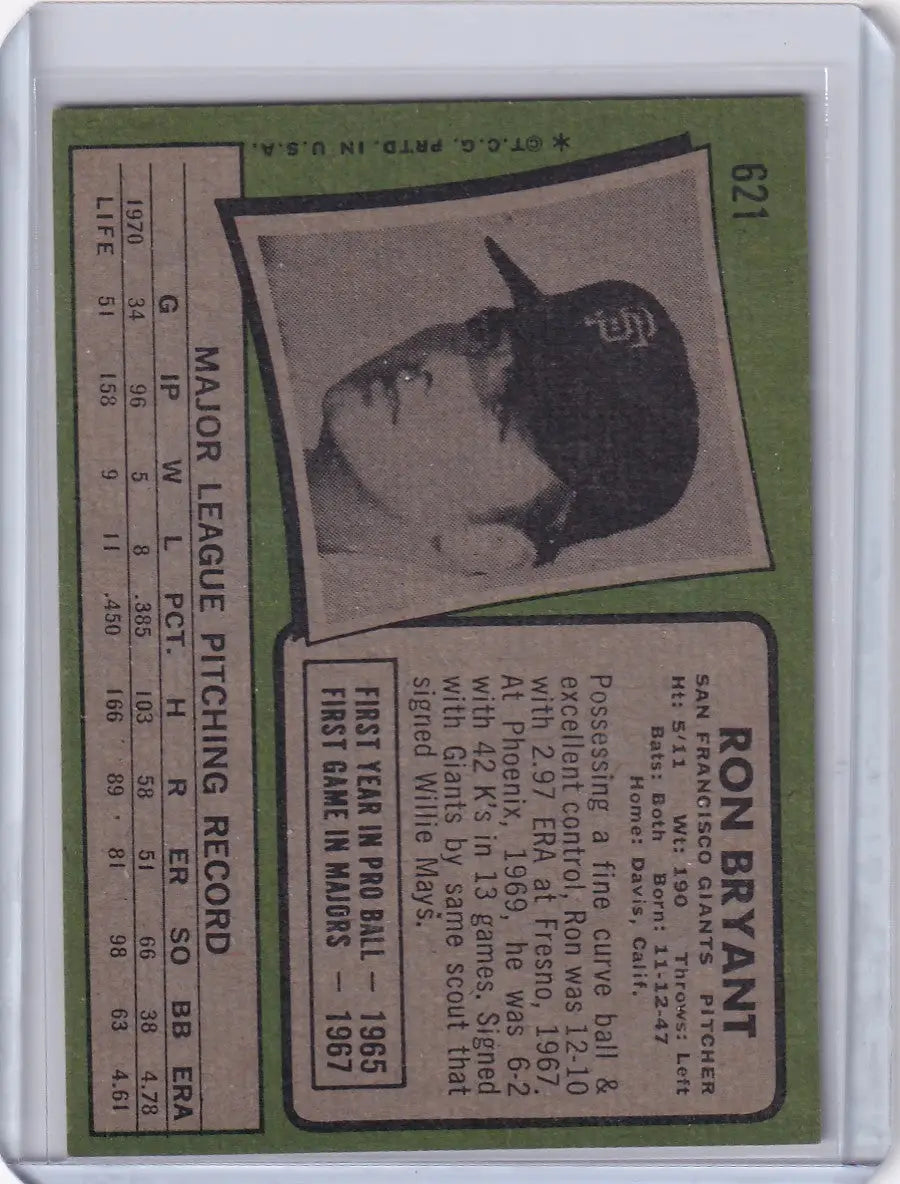 621
* © T.C.G. PRTD. IN U.S.A.
SF
RON BRYANT
SAN FRANCISCO GIANTS PITCHER
Ht: 5/11 Wt: 190 Throws: Left
Bats: Both Born: 11-12-47
Home: Davis, Calif.
Possessing a fine curve ball &
excellent control, Ron was 12-10
with 2.97 ERA at Fresno, 1967.
At Phoenix, 1969, he was 6-2
with 42 K's in 13 games. Signed
with Giants by same scout that
signed Willie Mays.
FIRST YEAR IN PRO BALL — 1965
FIRST GAME IN MAJORS — 1967
MAJOR LEAGUE PITCHING RECORD
G IP W L PCT. H R ER SO BB ERA
1970 34 96 5 8 .385 103 58 51 66 38 4.78
LIFE 51 158 9 11 .450 166 89 81 98 63 4.61